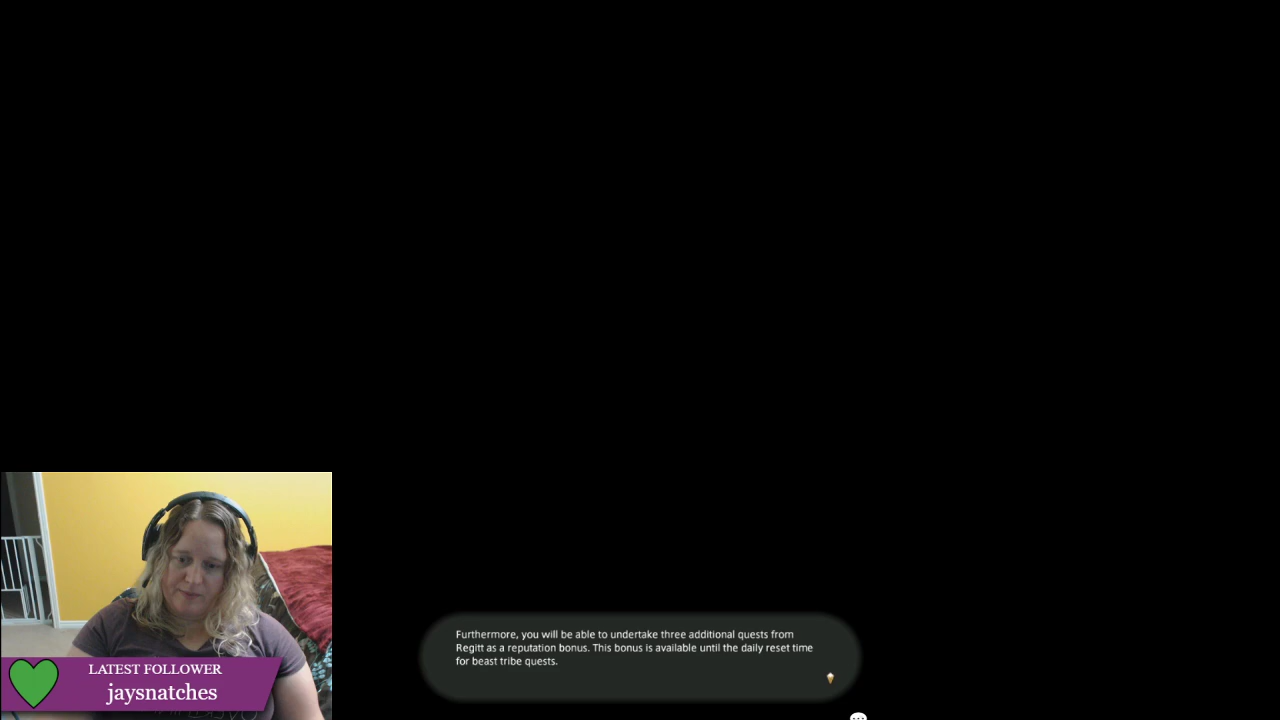 Furthermore, you will be able to undertake three additional quests from
Regitt as a reputation bonus. This bonus is available until the daily reset time
for beast tribe quests.
LATEST FOLLOWER
jaysnatches